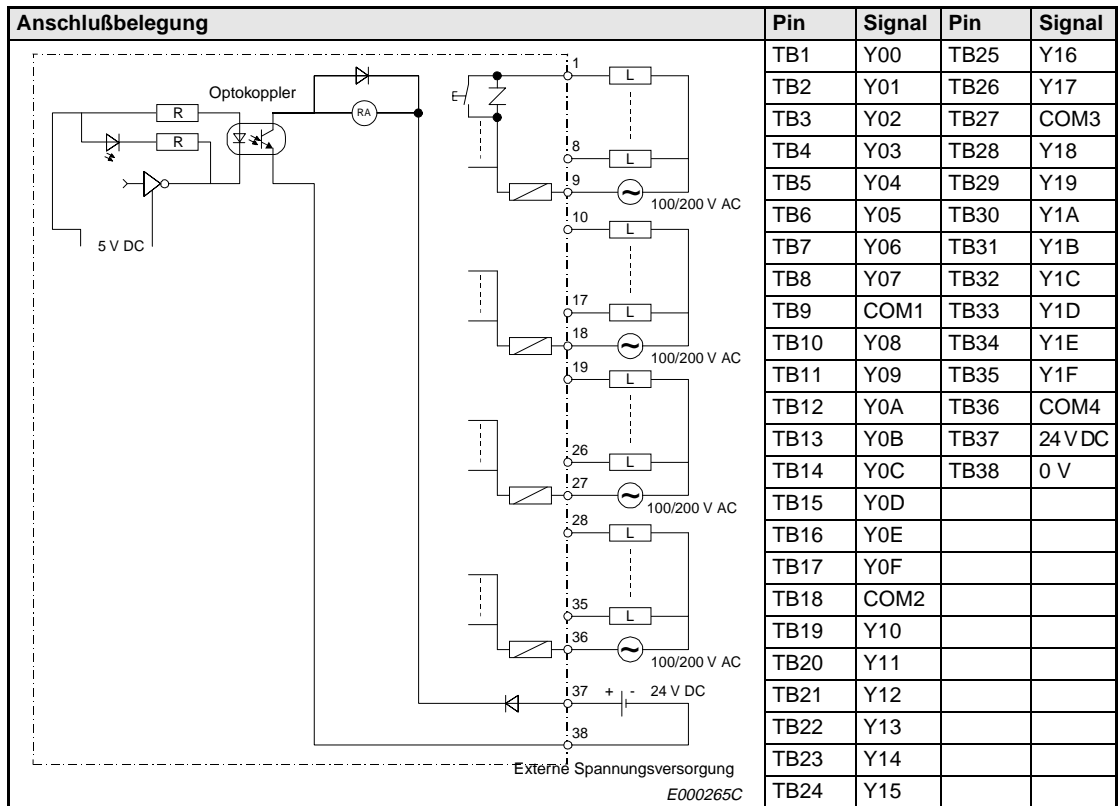 Anschlußbelegung Pin Signal Pin Signal
TB1 Y00 TB25 Y16
TB2 Y01 TB26 Y17
TB3 Y02 TB27 COM3
TB4 Y03 TB28 Y18
TB5 Y04 TB29 Y19
TB6 Y05 TB30 Y1A
TB7 Y06 TB31 Y1B
TB8 Y07 TB32 Y1C
TB9 COM1 TB33 Y1D
TB10 Y08 TB34 Y1E
TB11 Y09 TB35 Y1F
TB12 Y0A TB36 COM4
TB13 Y0B TB37 24 V DC
TB14 Y0C TB38 0 V
TB15 Y0D
TB16 Y0E
TB17 Y0F
TB18 COM2
TB19 Y10
TB20 Y11
TB21 Y12
TB22 Y13
TB23 Y14
TB24 Y15
Optokoppler
R
R
RA
5 V DC
1 L
8 L
9
100/200 V AC
10 L
17 L
18
100/200 V AC
19 L
26 L
27
100/200 V AC
28 L
35 L
36
100/200 V AC
37 + - 24 V DC
38
Externe Spannungsversorgung
E000265C